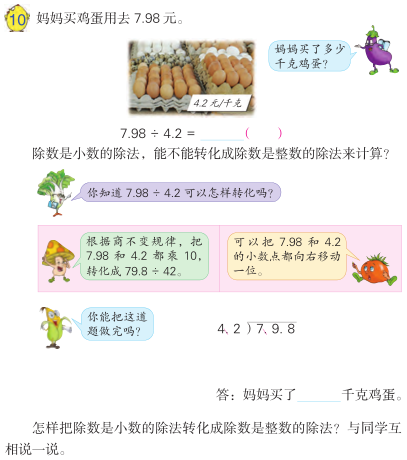 10 妈妈买鸡蛋用去 7.98 元。
妈妈买了多少
千克鸡蛋?
4.2 元/千克
7.98 ÷ 4.2 = ______ (  )
除数是小数的除法,能不能转化成除数是整数的除法来计算?
你知道 7.98 ÷ 4.2 可以怎样转化吗?
根据商不变规律,把
7.98 和 4.2 都乘 10,
转化成 79.8 ÷ 42。
可以把 7.98 和 4.2
的小数点都向右移动
一位。
你能把这道
题做完吗?
4、2 ) 7、9. 8
答:妈妈买了______千克鸡蛋。
怎样把除数是小数的除法转化成除数是整数的除法?与同学互
相说一说。